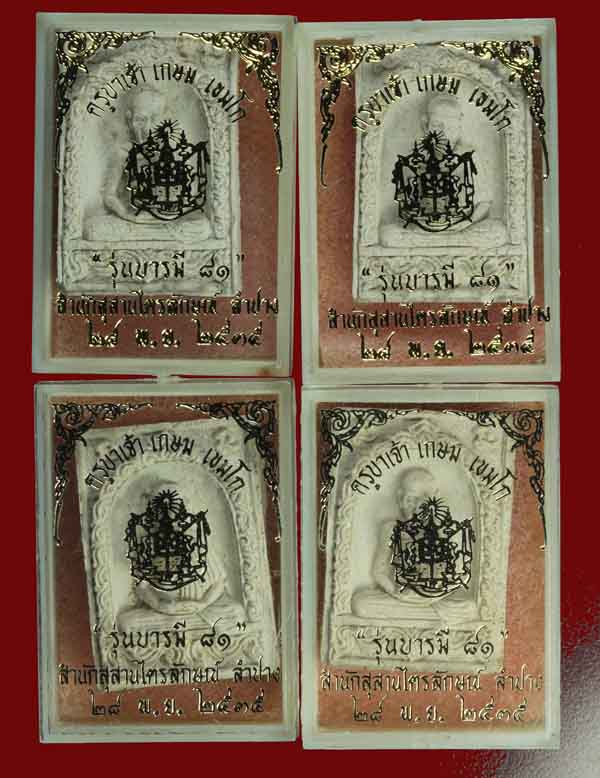 ครูบาเจ้า เกษม เขมโก
"รุ่นบารมี ๘๑"
สำนักสุสานไตรลักษณ์ ลำปาง
๒๘ พ.ย. ๒๕๓๕
ครูบาเจ้า เกษม เขมโก
"รุ่นบารมี ๘๑"
สำนักสุสานไตรลักษณ์ ลำปาง
๒๘ พ.ย. ๒๕๓๕
ครูบาเจ้า เกษม เขมโก
"รุ่นบารมี ๘๑"
สำนักสุสานไตรลักษณ์ ลำปาง
๒๘ พ.ย. ๒๕๓๕
ครูบาเจ้า เกษม เขมโก
"รุ่นบารมี ๘๑"
สำนักสุสานไตรลักษณ์ ลำปาง
๒๘ พ.ย. ๒๕๓๕